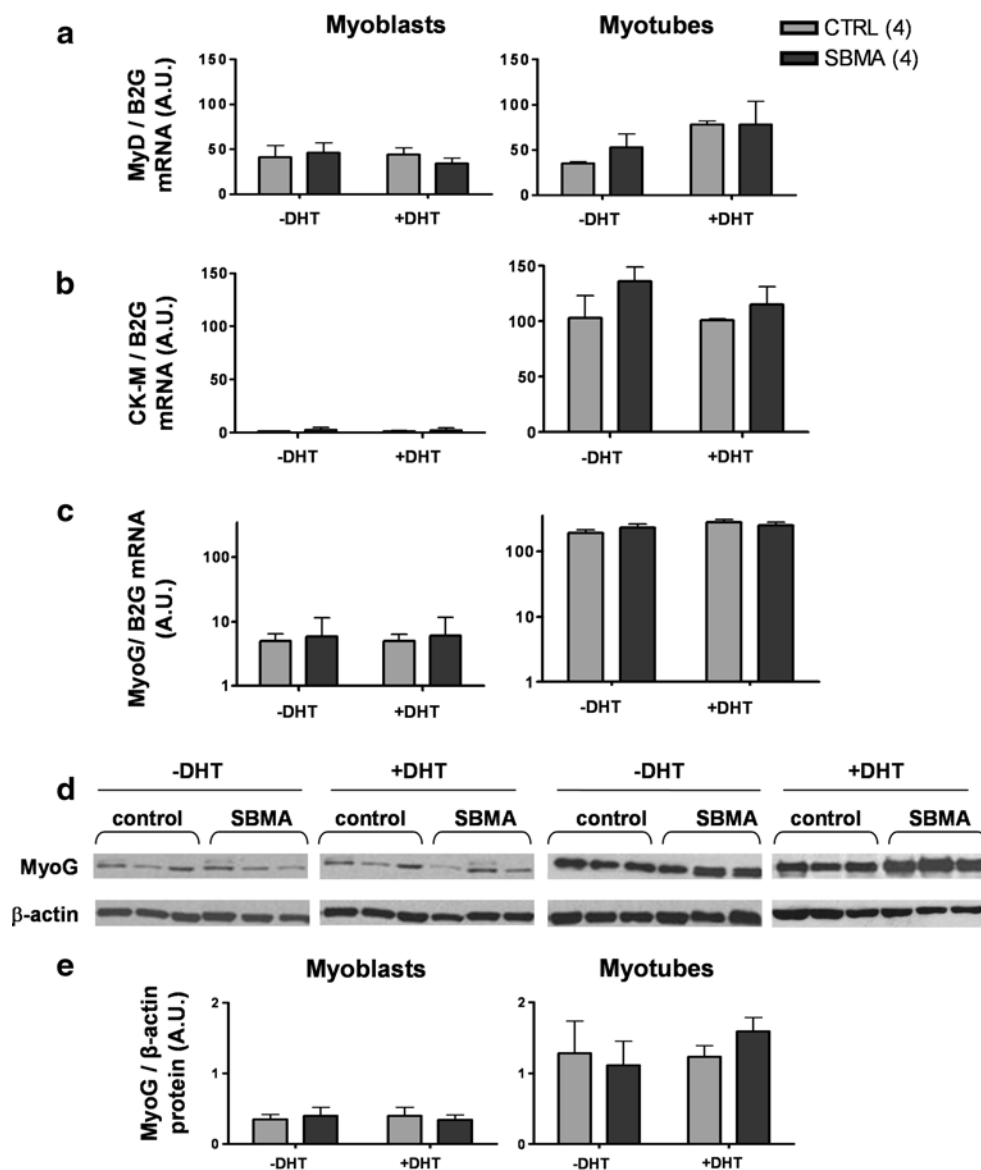 Myoblasts Myotubes
CTRL (4)
SBMA (4)
a
MyD / B2G
mRNA (A.U.)
150
100
50
0
-DHT +DHT
150
100
50
0
-DHT +DHT
b
CK-M / B2G
mRNA (A.U.)
150
100
50
0
-DHT +DHT
150
100
50
0
-DHT +DHT
c
MyoG/ B2G mRNA
(A.U.)
100
10
1
-DHT +DHT
100
10
1
-DHT +DHT
d
-DHT +DHT -DHT +DHT
control SBMA control SBMA control SBMA control SBMA
MyoG
β-actin
e
Myoblasts Myotubes
MyoG / β-actin
protein (A.U.)
2
1
0
-DHT +DHT
2
1
0
-DHT +DHT